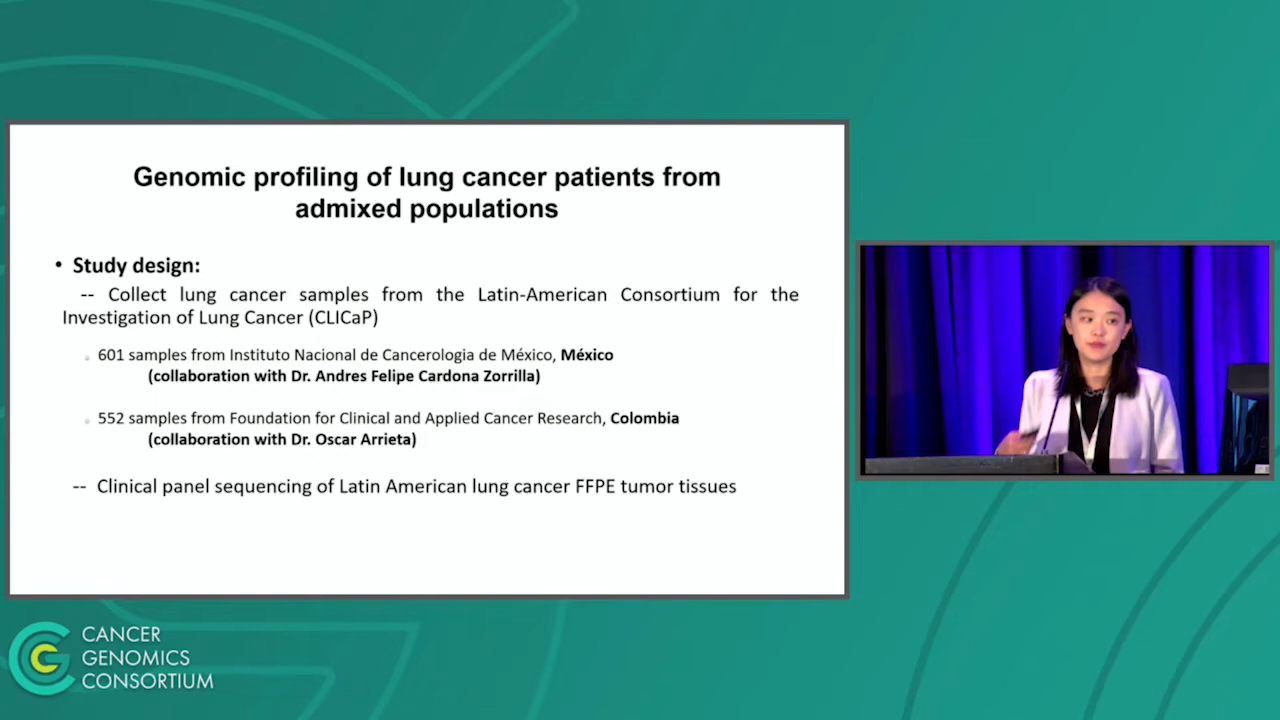 Genomic profiling of lung cancer patients from
admixed populations
• Study design:
-- Collect lung cancer samples from the Latin-American Consortium for the
Investigation of Lung Cancer (CLICaP)
601 samples from Instituto Nacional de Cancerologia de México, México
(collaboration with Dr. Andres Felipe Cardona Zorrilla)
552 samples from Foundation for Clinical and Applied Cancer Research, Colombia
(collaboration with Dr. Oscar Arrieta)
-- Clinical panel sequencing of Latin American lung cancer FFPE tumor tissues
CANCER
GENOMICS
CONSORTIUM